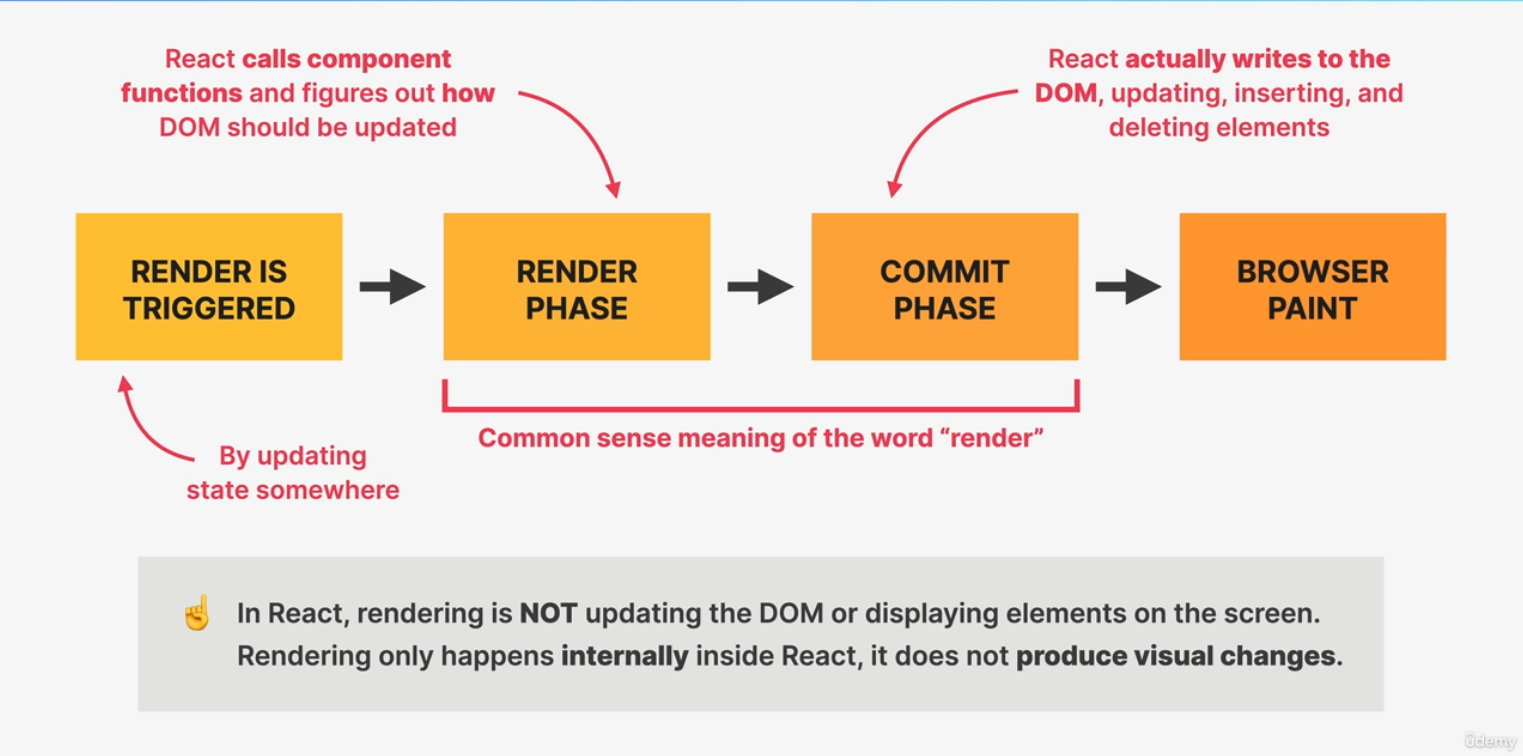 React calls component
functions and figures out how
DOM should be updated
React actually writes to the
DOM, updating, inserting, and
deleting elements
RENDER IS
TRIGGERED
RENDER
PHASE
COMMIT
PHASE
BROWSER
PAINT
Common sense meaning of the word “render”
By updating
state somewhere
☝️ In React, rendering is NOT updating the DOM or displaying elements on the screen.
Rendering only happens internally inside React, it does not produce visual changes.
ûdemy